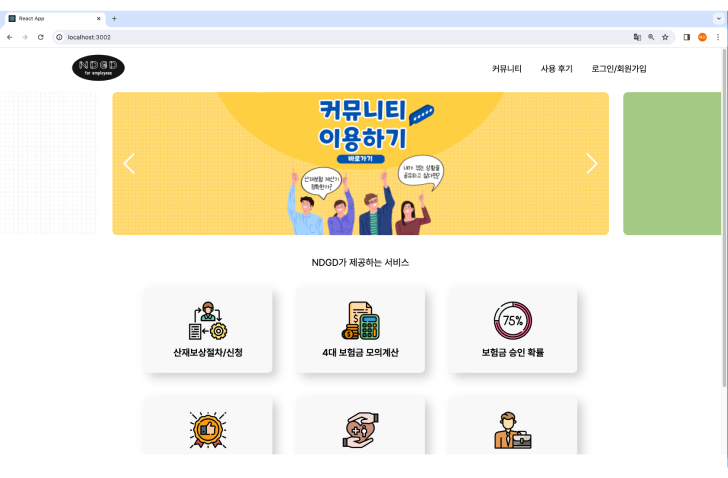 React App
localhost:3002
NDGD
for employees
커뮤니티 사용 후기 로그인/회원가입
커뮤니티
이용하기
바로가기
산재보험 계산기
정확한가?
내가 겪은 상황을
공유하고 싶다면?
NDGD가 제공하는 서비스
75%
산재보상절차/신청 4대 보험금 모의계산 보험금 승인 확률